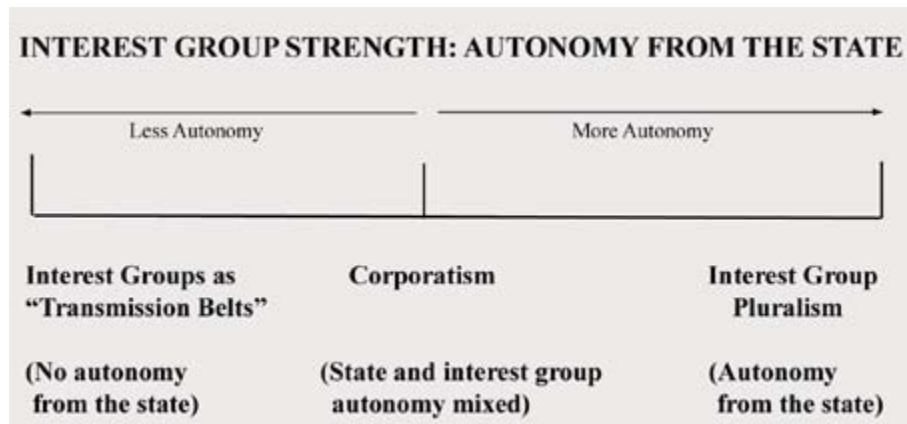 INTEREST GROUP STRENGTH: AUTONOMY FROM THE STATE
Less Autonomy
More Autonomy
Interest Groups as
“Transmission Belts”
(No autonomy
from the state)
Corporatism
(State and interest group
autonomy mixed)
Interest Group
Pluralism
(Autonomy
from the state)